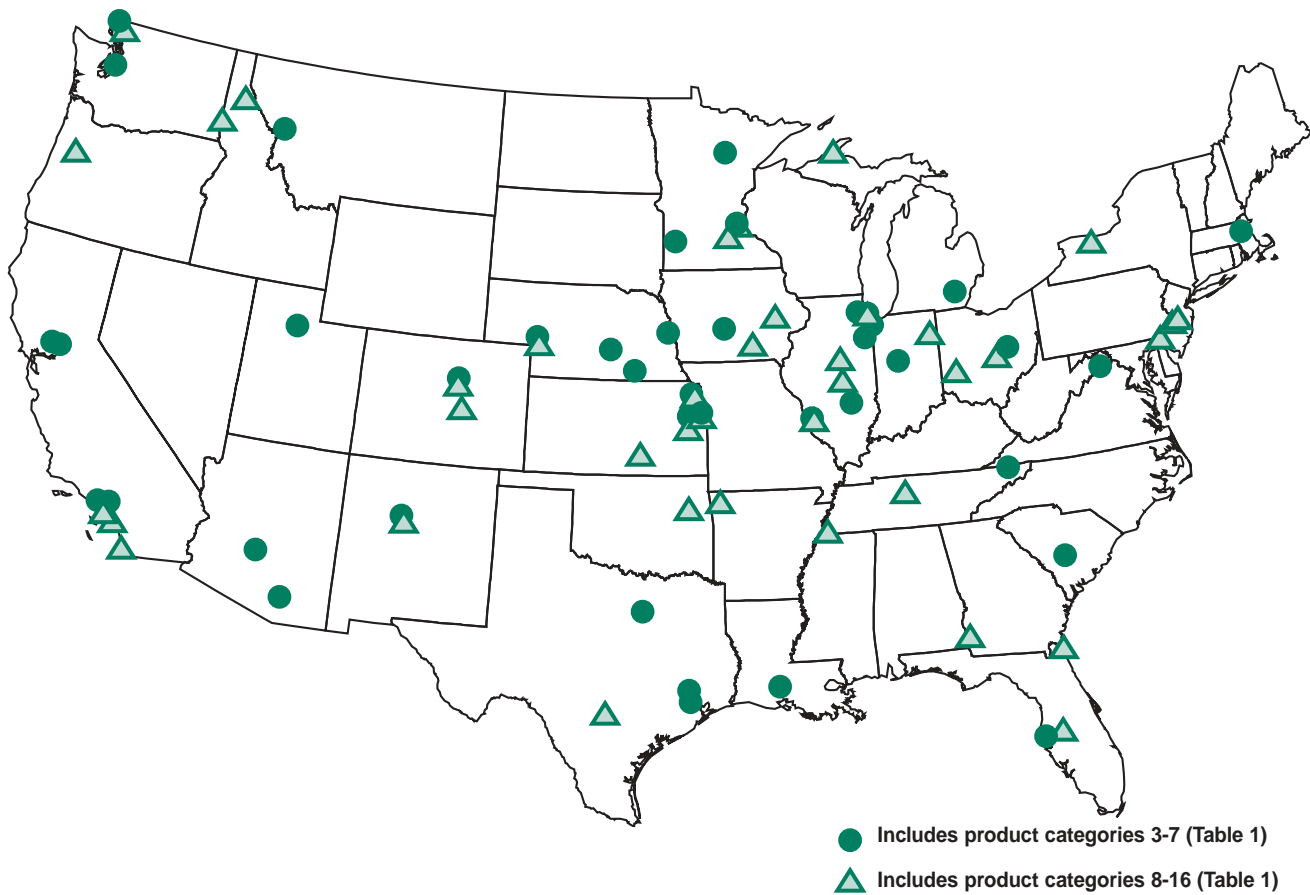 Includes product categories 3-7 (Table 1)
Includes product categories 8-16 (Table 1)